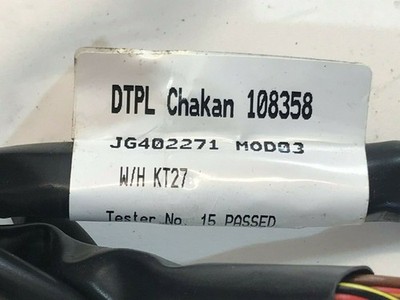 DTPL Chakan 108358
JG402271 MOD03
W/H KT27
Tester No. 15 PASSED